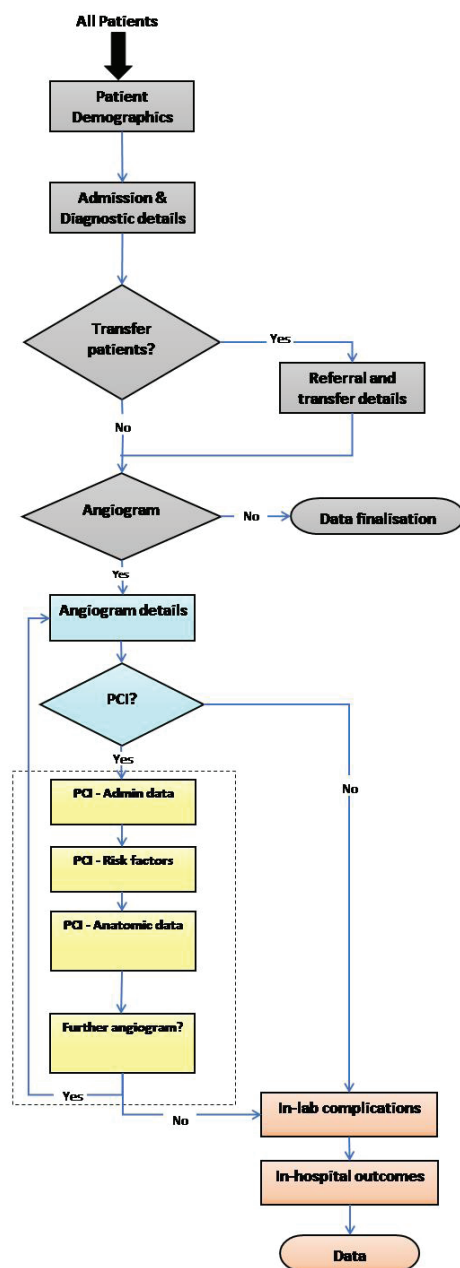 All Patients
Patient
Demographics
Admission &
Diagnostic details
Transfer
patients?
Yes
Referral and
transfer details
No
Angiogram
No
Data finalisation
Yes
Angiogram details
PCI?
Yes
No
PCI - Admin data
PCI - Risk factors
PCI - Anatomic data
Further angiogram?
Yes
No
In-lab complications
In-hospital outcomes
Data